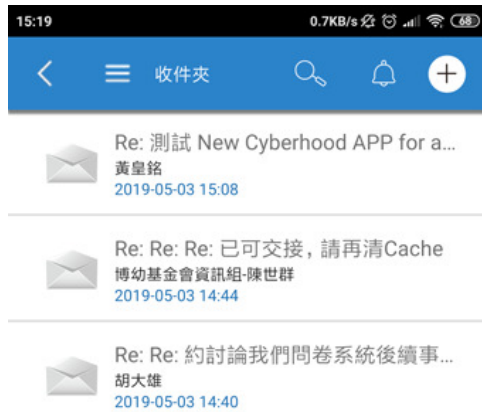 15:19 0.7KB/s 68
收件夾
Re: 測試 New Cyberhood APP for a...
黃皇銘
2019-05-03 15:08
Re: Re: Re: 已可交接，請再清Cache
博幼基金會資訊組-陳世群
2019-05-03 14:44
Re: Re: 約討論我們問卷系統後續事...
胡大雄
2019-05-03 14:40